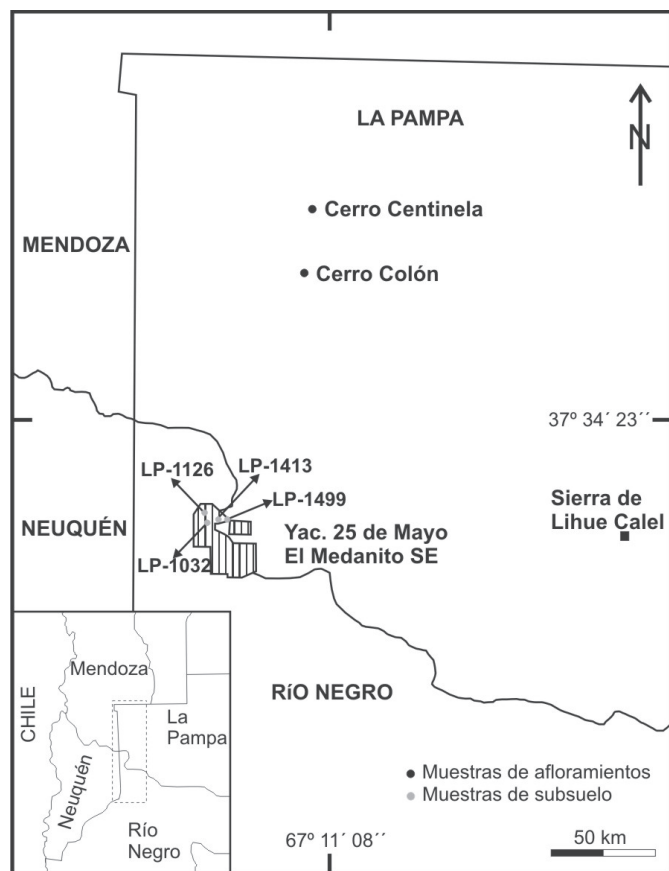 LA PAMPA
N
Cerro Centinela
MENDOZA
Cerro Colón
37º 34´ 23´´
LP-1126
LP-1413
LP-1499
NEUQUÉN
LP-1032
Yac. 25 de Mayo
El Medanito SE
Sierra de
Lihue Calel
RíO NEGRO
CHILE
Mendoza
La
Pampa
Neuquén
Río
Negro
Muestras de afloramientos
Muestras de subsuelo
67º 11´ 08´´
50 km